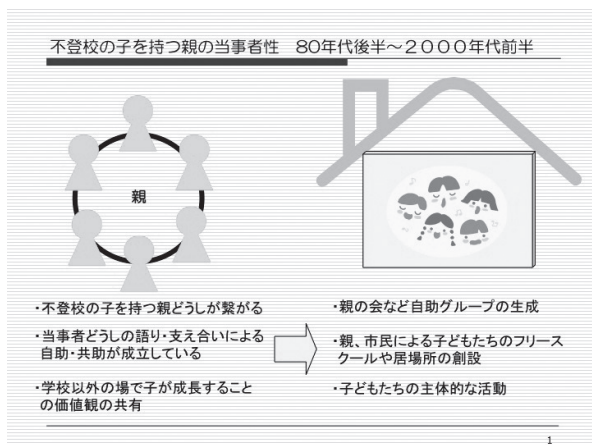 不登校の子を持つ親の当事者性　80年代後半～２０００年代前半
親
・不登校の子を持つ親どうしが繋がる
・当事者どうしの語り・支え合いによる
自助・共助が成立している
・学校以外の場で子が成長すること
の価値観の共有
・親の会など自助グループの生成
・親、市民による子どもたちのフリース
クールや居場所の創設
・子どもたちの主体的な活動
1